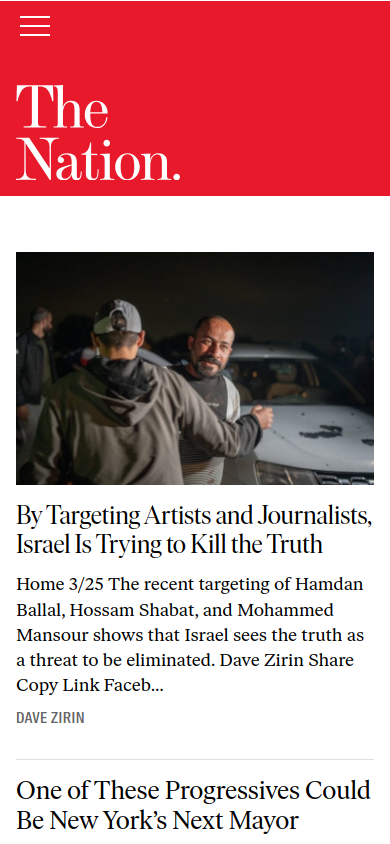 The
Nation.
By Targeting Artists and Journalists,
Israel Is Trying to Kill the Truth
Home 3/25 The recent targeting of Hamdan
Ballal, Hossam Shabat, and Mohammed
Mansour shows that Israel sees the truth as
a threat to be eliminated. Dave Zirin Share
Copy Link Faceb...
DAVE ZIRIN
One of These Progressives Could
Be New York’s Next Mayor